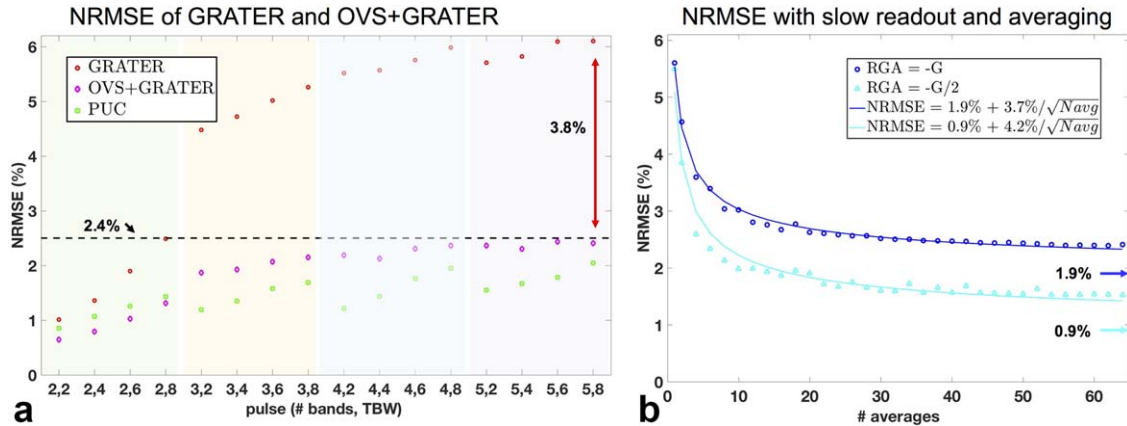 NRMSE of GRATER and OVS+GRATER
6
5
4
3
2
1
0
NRMSE (%)
GRATER
OVS+GRATER
PUC
2.4%
3.8%
2,2 2,4 2,6 2,8 3,2 3,4 3,6 3,8 4,2 4,4 4,6 4,8 5,2 5,4 5,6 5,8
pulse (# bands, TBW)
a
NRMSE with slow readout and averaging
6
5
4
3
2
1
0
NRMSE (%)
RGA = -G
RGA = -G/2
NRMSE = 1.9% + 3.7%/√Navg
NRMSE = 0.9% + 4.2%/√Navg
1.9%
0.9%
0 10 20 30 40 50 60
# averages
b